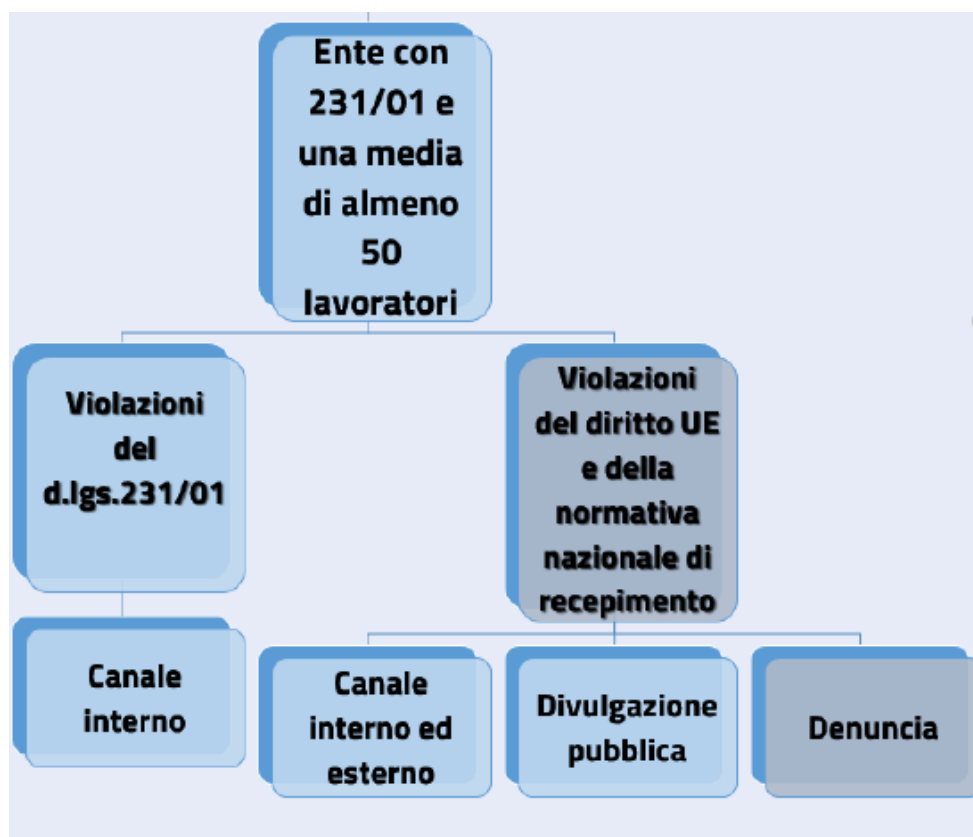 Ente con
231/01 e
una media
di almeno
50
lavoratori
Violazioni
del
d.lgs.231/01
Violazioni
del diritto UE
e della
normativa
nazionale di
recepimento
Canale
interno
Canale
interno ed
esterno
Divulgazione
pubblica
Denuncia